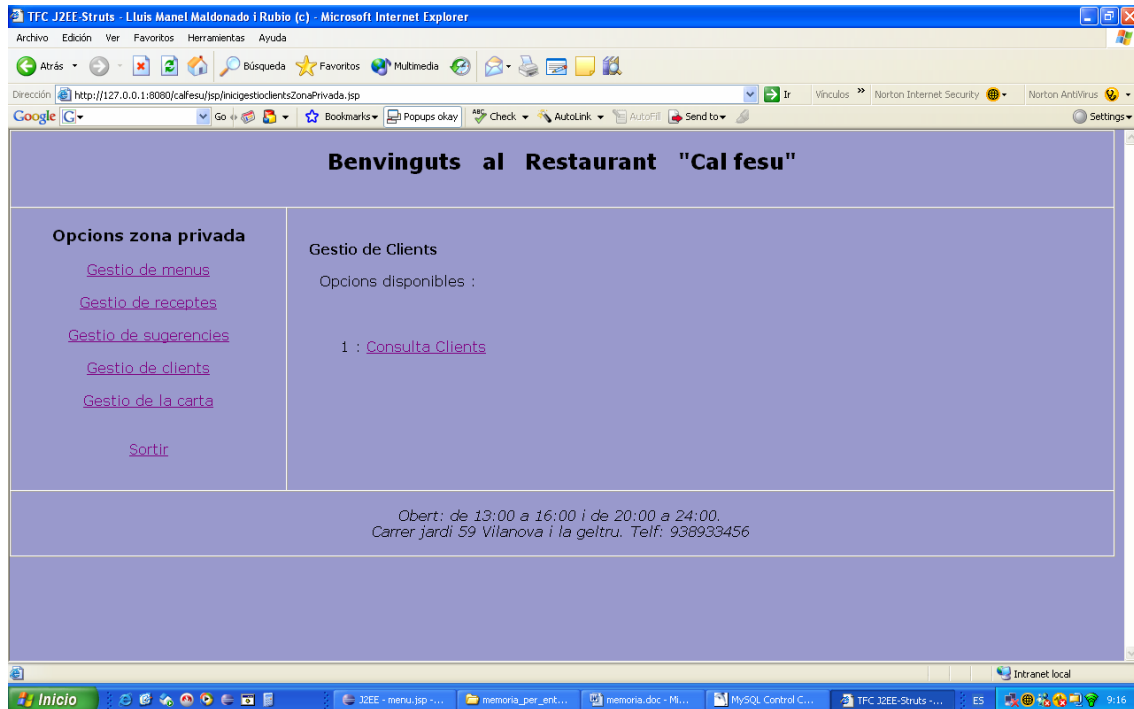 TFC J2EE-Struts - Lluis Manel Maldonado i Rubio (c) - Microsoft Internet Explorer
Archivo Edición Ver Favoritos Herramientas Ayuda
Atrás Búsqueda Favoritos Multimedia
Dirección http://127.0.0.1:8080/calfesu/jsp/inicigestioclientsZonaPrivada.jsp Ir Vínculos » Norton Internet Security Norton AntiVirus
Google G Go Bookmarks Popups okay ABC Check AutoLink AutoFill Send to Settings
Benvinguts al Restaurant "Cal fesu"
Opcions zona privada
Gestio de menus
Gestio de receptes
Gestio de sugerencies
Gestio de clients
Gestio de la carta
Sortir
Gestio de Clients
Opcions disponibles :
1 : Consulta Clients
Obert: de 13:00 a 16:00 i de 20:00 a 24:00.
Carrer jardi 59 Vilanova i la geltru. Telf: 938933456
Intranet local
Inicio J2EE - menu.jsp -... memoria_per_ent... memoria.doc - Mi... MySQL Control C... TFC J2EE-Struts -... ES 9:16